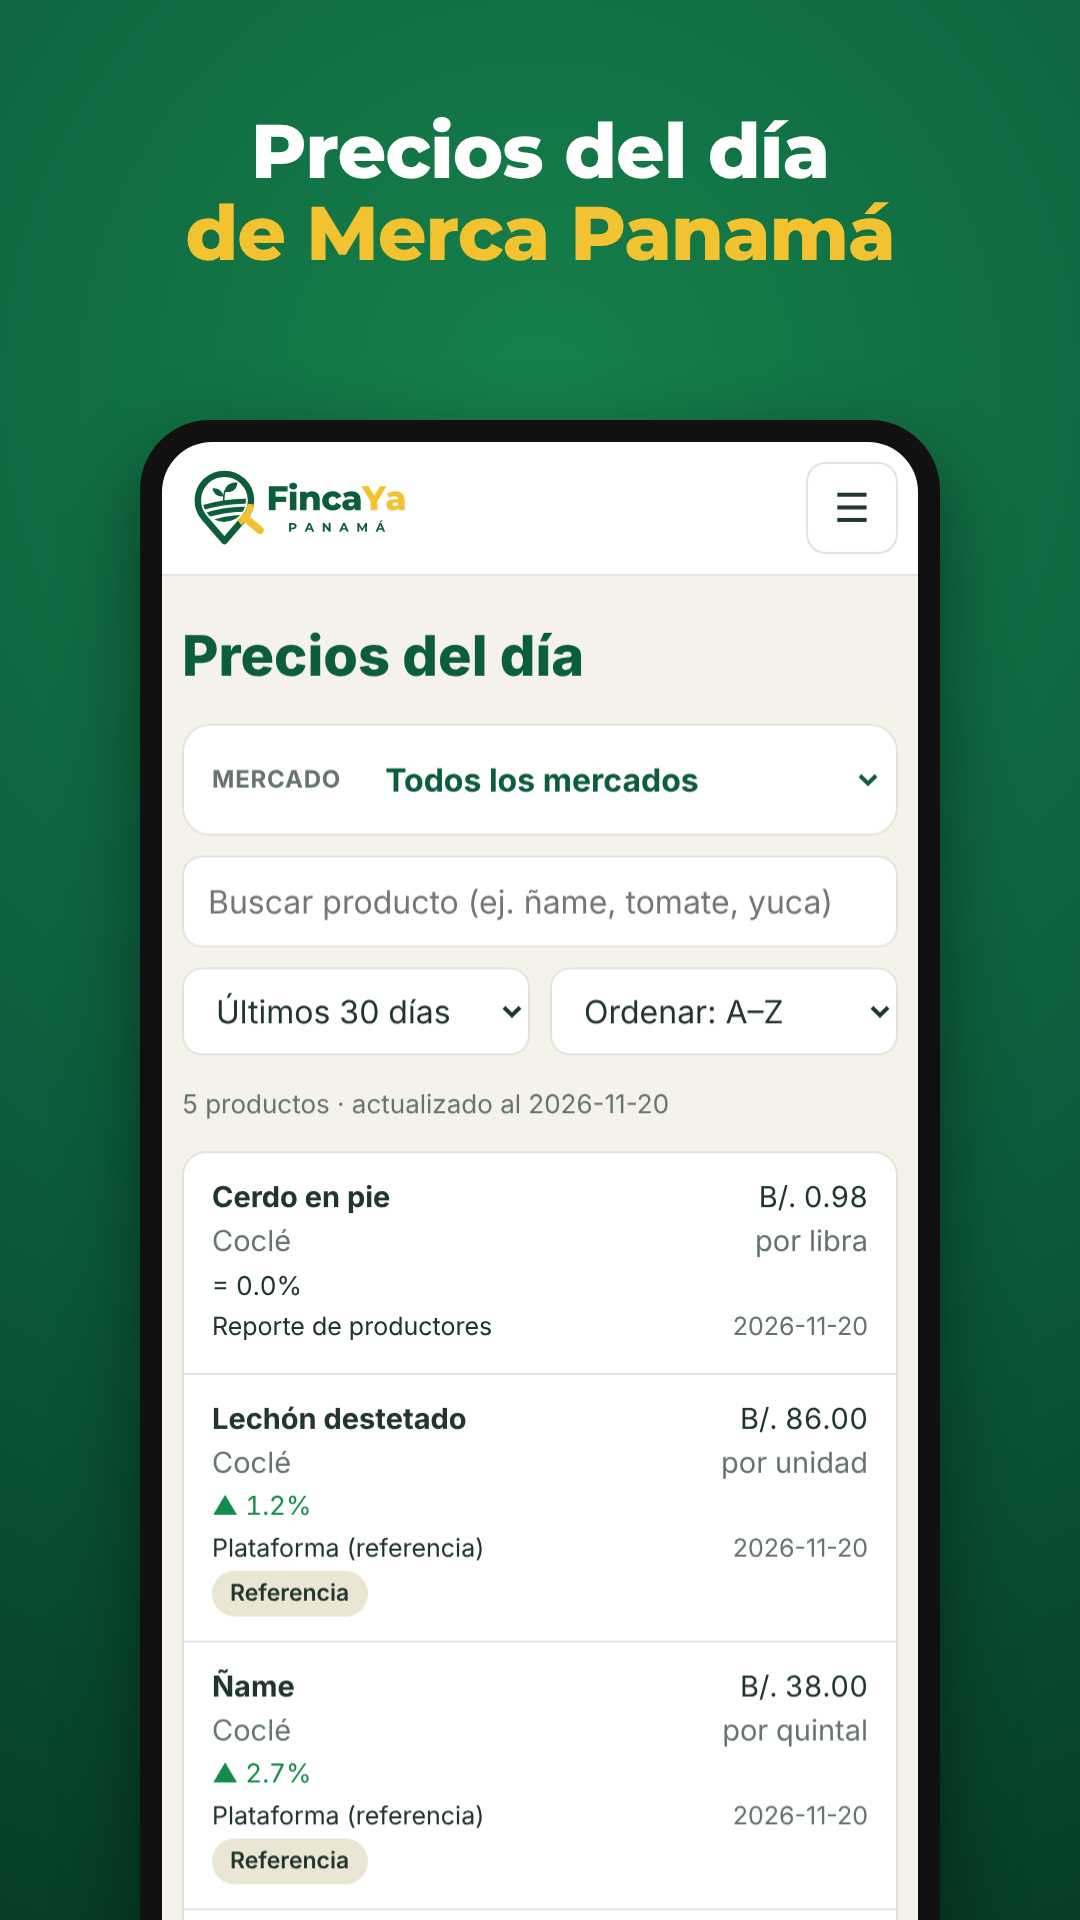 Precios del día
de Merca Panamá
FincaYa
PANAMÁ
Precios del día
MERCADO Todos los mercados
Buscar producto (ej. ñame, tomate, yuca)
Últimos 30 días Ordenar: A–Z
5 productos · actualizado al 2026-11-20
Cerdo en pie B/. 0.98
Coclé por libra
= 0.0%
Reporte de productores 2026-11-20
Lechón destetado B/. 86.00
Coclé por unidad
▲ 1.2%
Plataforma (referencia) 2026-11-20
Referencia
Ñame B/. 38.00
Coclé por quintal
▲ 2.7%
Plataforma (referencia) 2026-11-20
Referencia